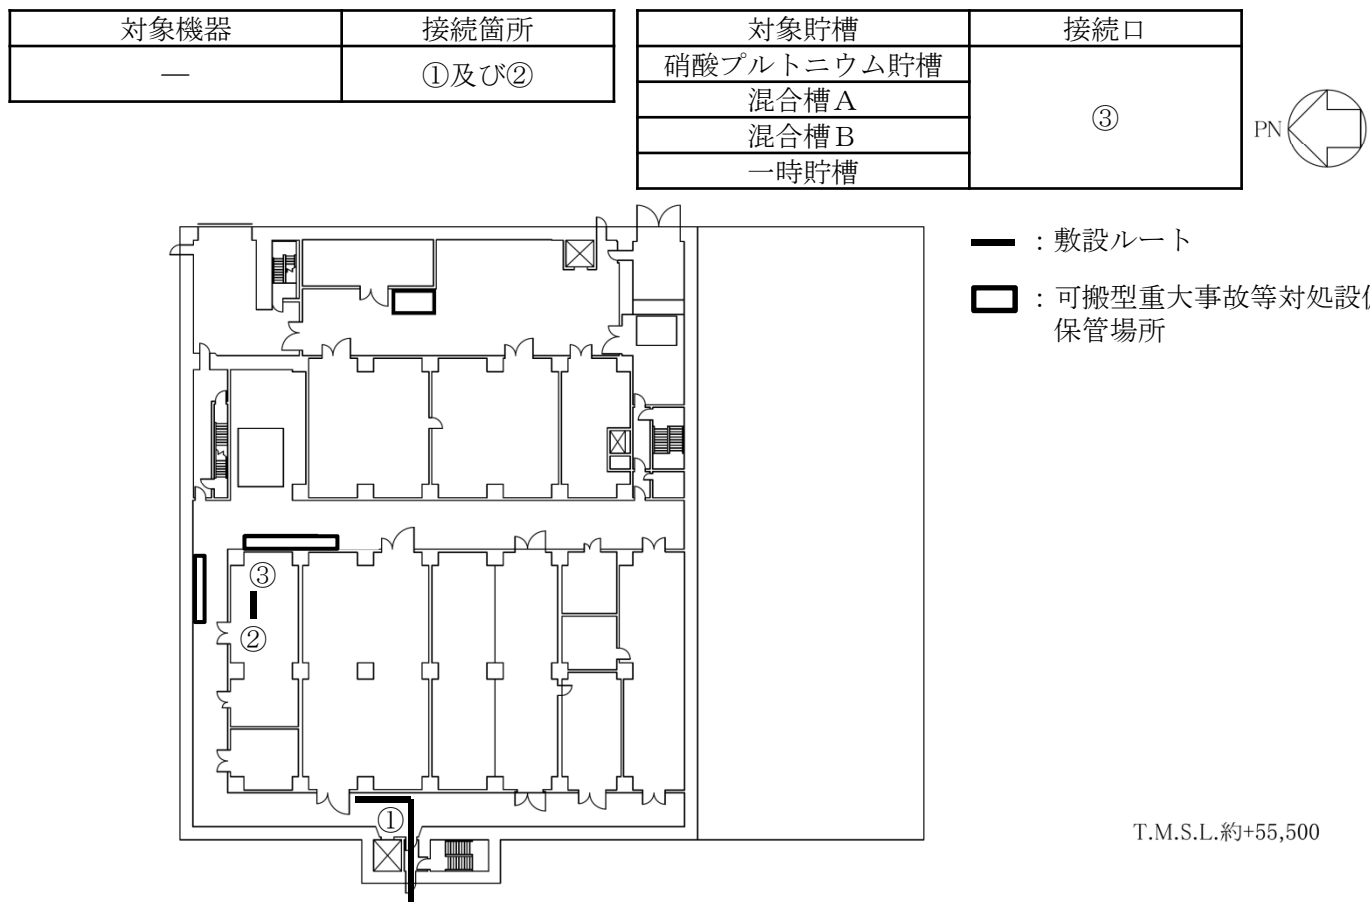 対象機器 接続箇所
― ①及び②
対象貯槽 接続口
硝酸プルトニウム貯槽
混合槽A
混合槽B
一時貯槽
③
PN
：敷設ルート
：可搬型重大事故等対処設
保管場所
③
②
①
T.M.S.L.約+55,500